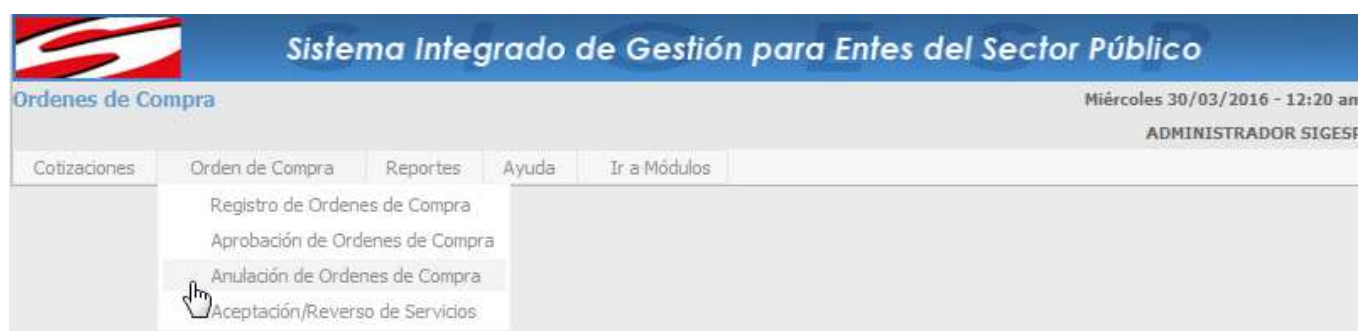 Sistema Integrado de Gestión para Entes del Sector Público
Ordenes de Compra
Miércoles 30/03/2016 - 12:20 am
ADMINISTRADOR SIGESP
Cotizaciones Orden de Compra Reportes Ayuda Ir a Módulos
Registro de Ordenes de Compra
Aprobación de Ordenes de Compra
Anulación de Ordenes de Compra
Aceptación/Reverso de Servicios